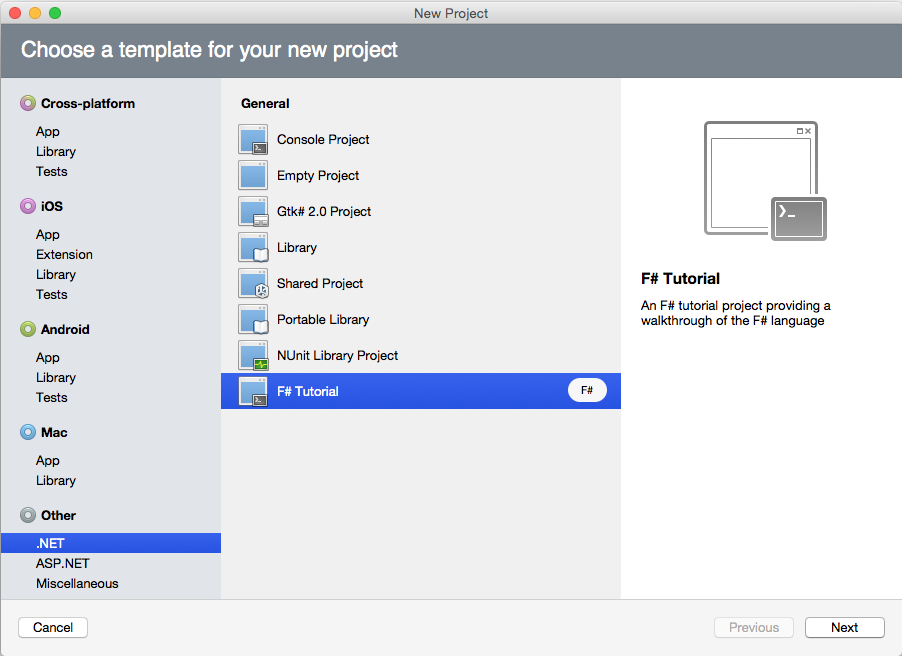 New Project
Choose a template for your new project
Cross-platform
App
Library
Tests
iOS
App
Extension
Library
Tests
Android
App
Library
Tests
Mac
App
Library
Other
.NET
ASP.NET
Miscellaneous
General
Console Project
Empty Project
Gtk# 2.0 Project
Library
Shared Project
Portable Library
NUnit Library Project
F# Tutorial F#
F# Tutorial
An F# tutorial project providing a
walkthrough of the F# language
Cancel
Previous
Next